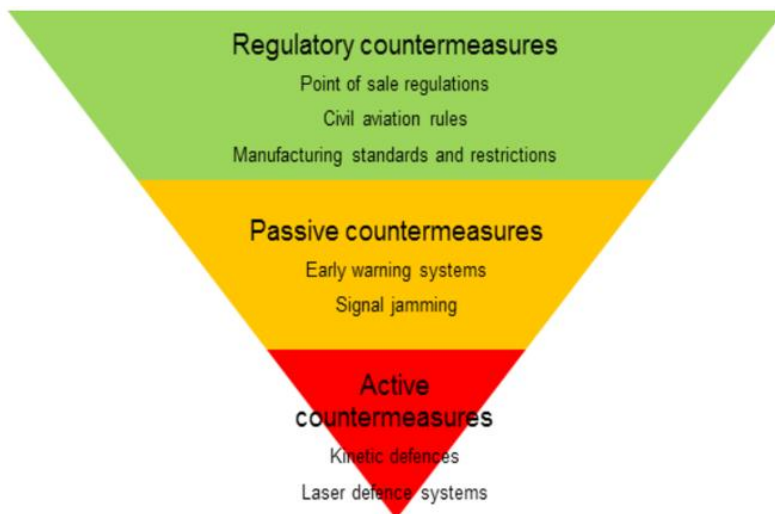 Regulatory countermeasures
Point of sale regulations
Civil aviation rules
Manufacturing standards and restrictions
Passive countermeasures
Early warning systems
Signal jamming
Active
countermeasures
Kinetic defences
Laser defence systems